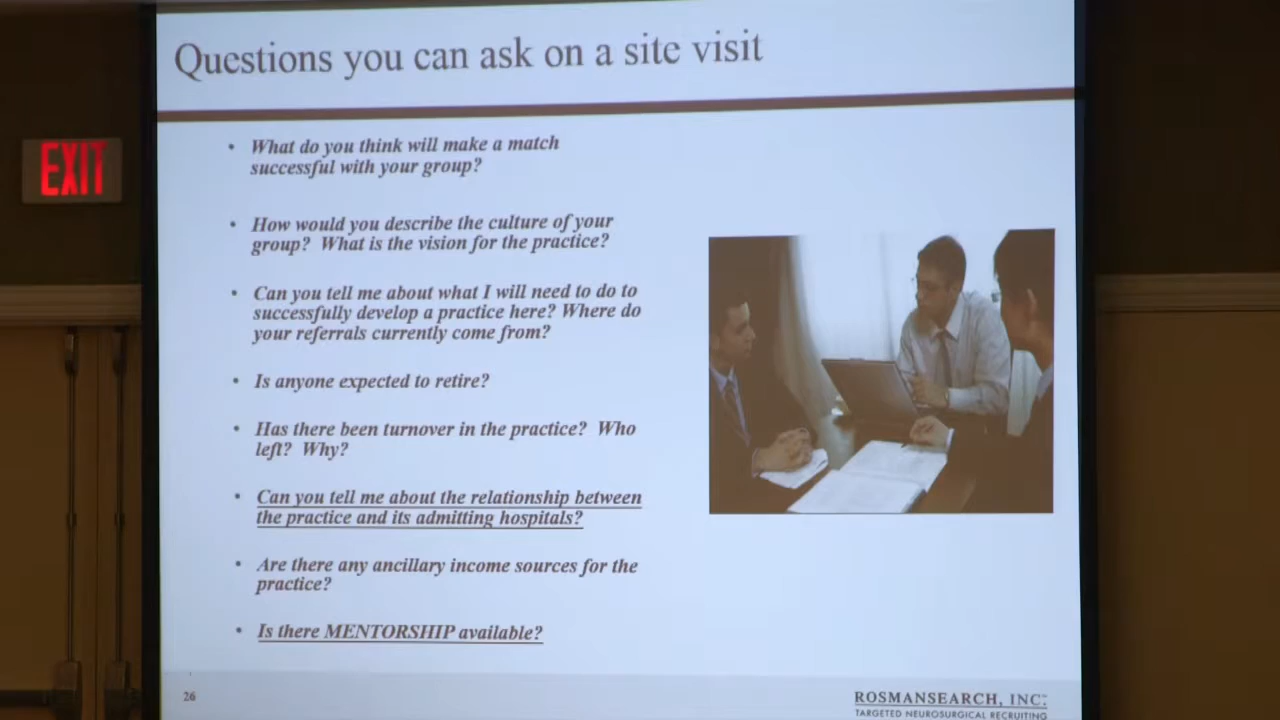 Questions you can ask on a site visit
EXIT
• What do you think will make a match
successful with your group?
• How would you describe the culture of your
group? What is the vision for the practice?
• Can you tell me about what I will need to do to
successfully develop a practice here? Where do
your referrals currently come from?
• Is anyone expected to retire?
• Has there been turnover in the practice? Who
left? Why?
• Can you tell me about the relationship between
the practice and its admitting hospitals?
• Are there any ancillary income sources for the
practice?
• Is there MENTORSHIP available?
26
ROSMANSEARCH, INC.
TARGETED NEUROSURGICAL RECRUITING